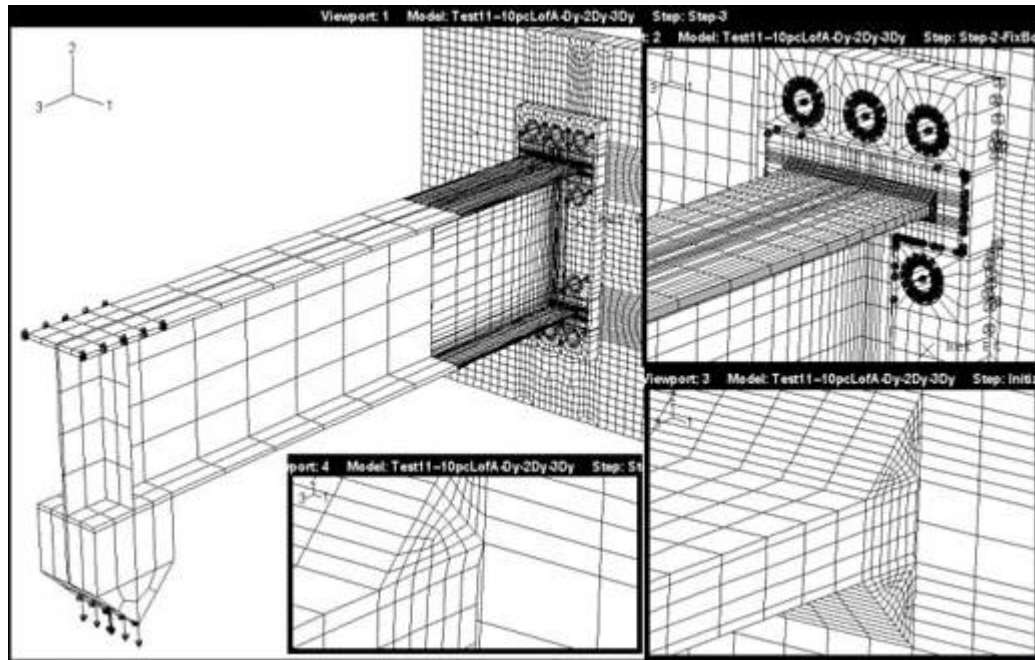 Viewport: 1 Model: Test11-10pcLofA-Dy-2Dy-3Dy Step: Step-3
t: 2 Model: Test11-10pcLofA-Dy-2Dy-3Dy Step: Step-2-FixBo
2
3 1
Viewport: 3 Model: Test11-10pcLofA-Dy-2Dy-3Dy Step: Initia
port: 4 Model: Test11-10pcLofA-Dy-2Dy-3Dy Step: St